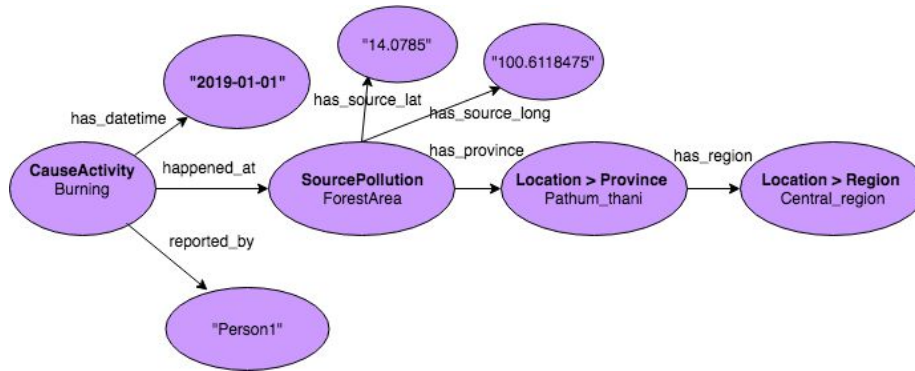 "14.0785"
"100.6118475"
"2019-01-01"
has_source_lat
has_source_long
has_datetime
happened_at
has_province
has_region
CauseActivity
Burning
SourcePollution
ForestArea
Location > Province
Pathum_thani
Location > Region
Central_region
reported_by
"Person1"